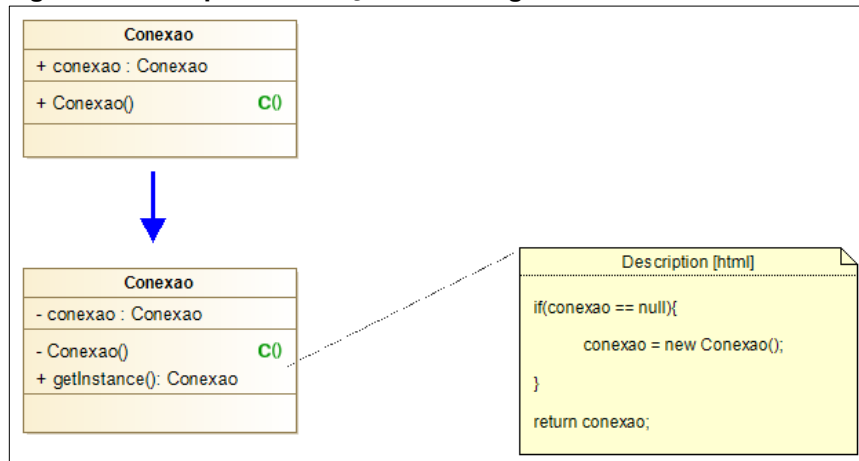 Conexao
+ conexao : Conexao
+ Conexao() C()
Conexao
- conexao : Conexao
- Conexao() C()
+ getInstance(): Conexao
Description [html]
if(conexao == null){
conexao = new Conexao();
}
return conexao;